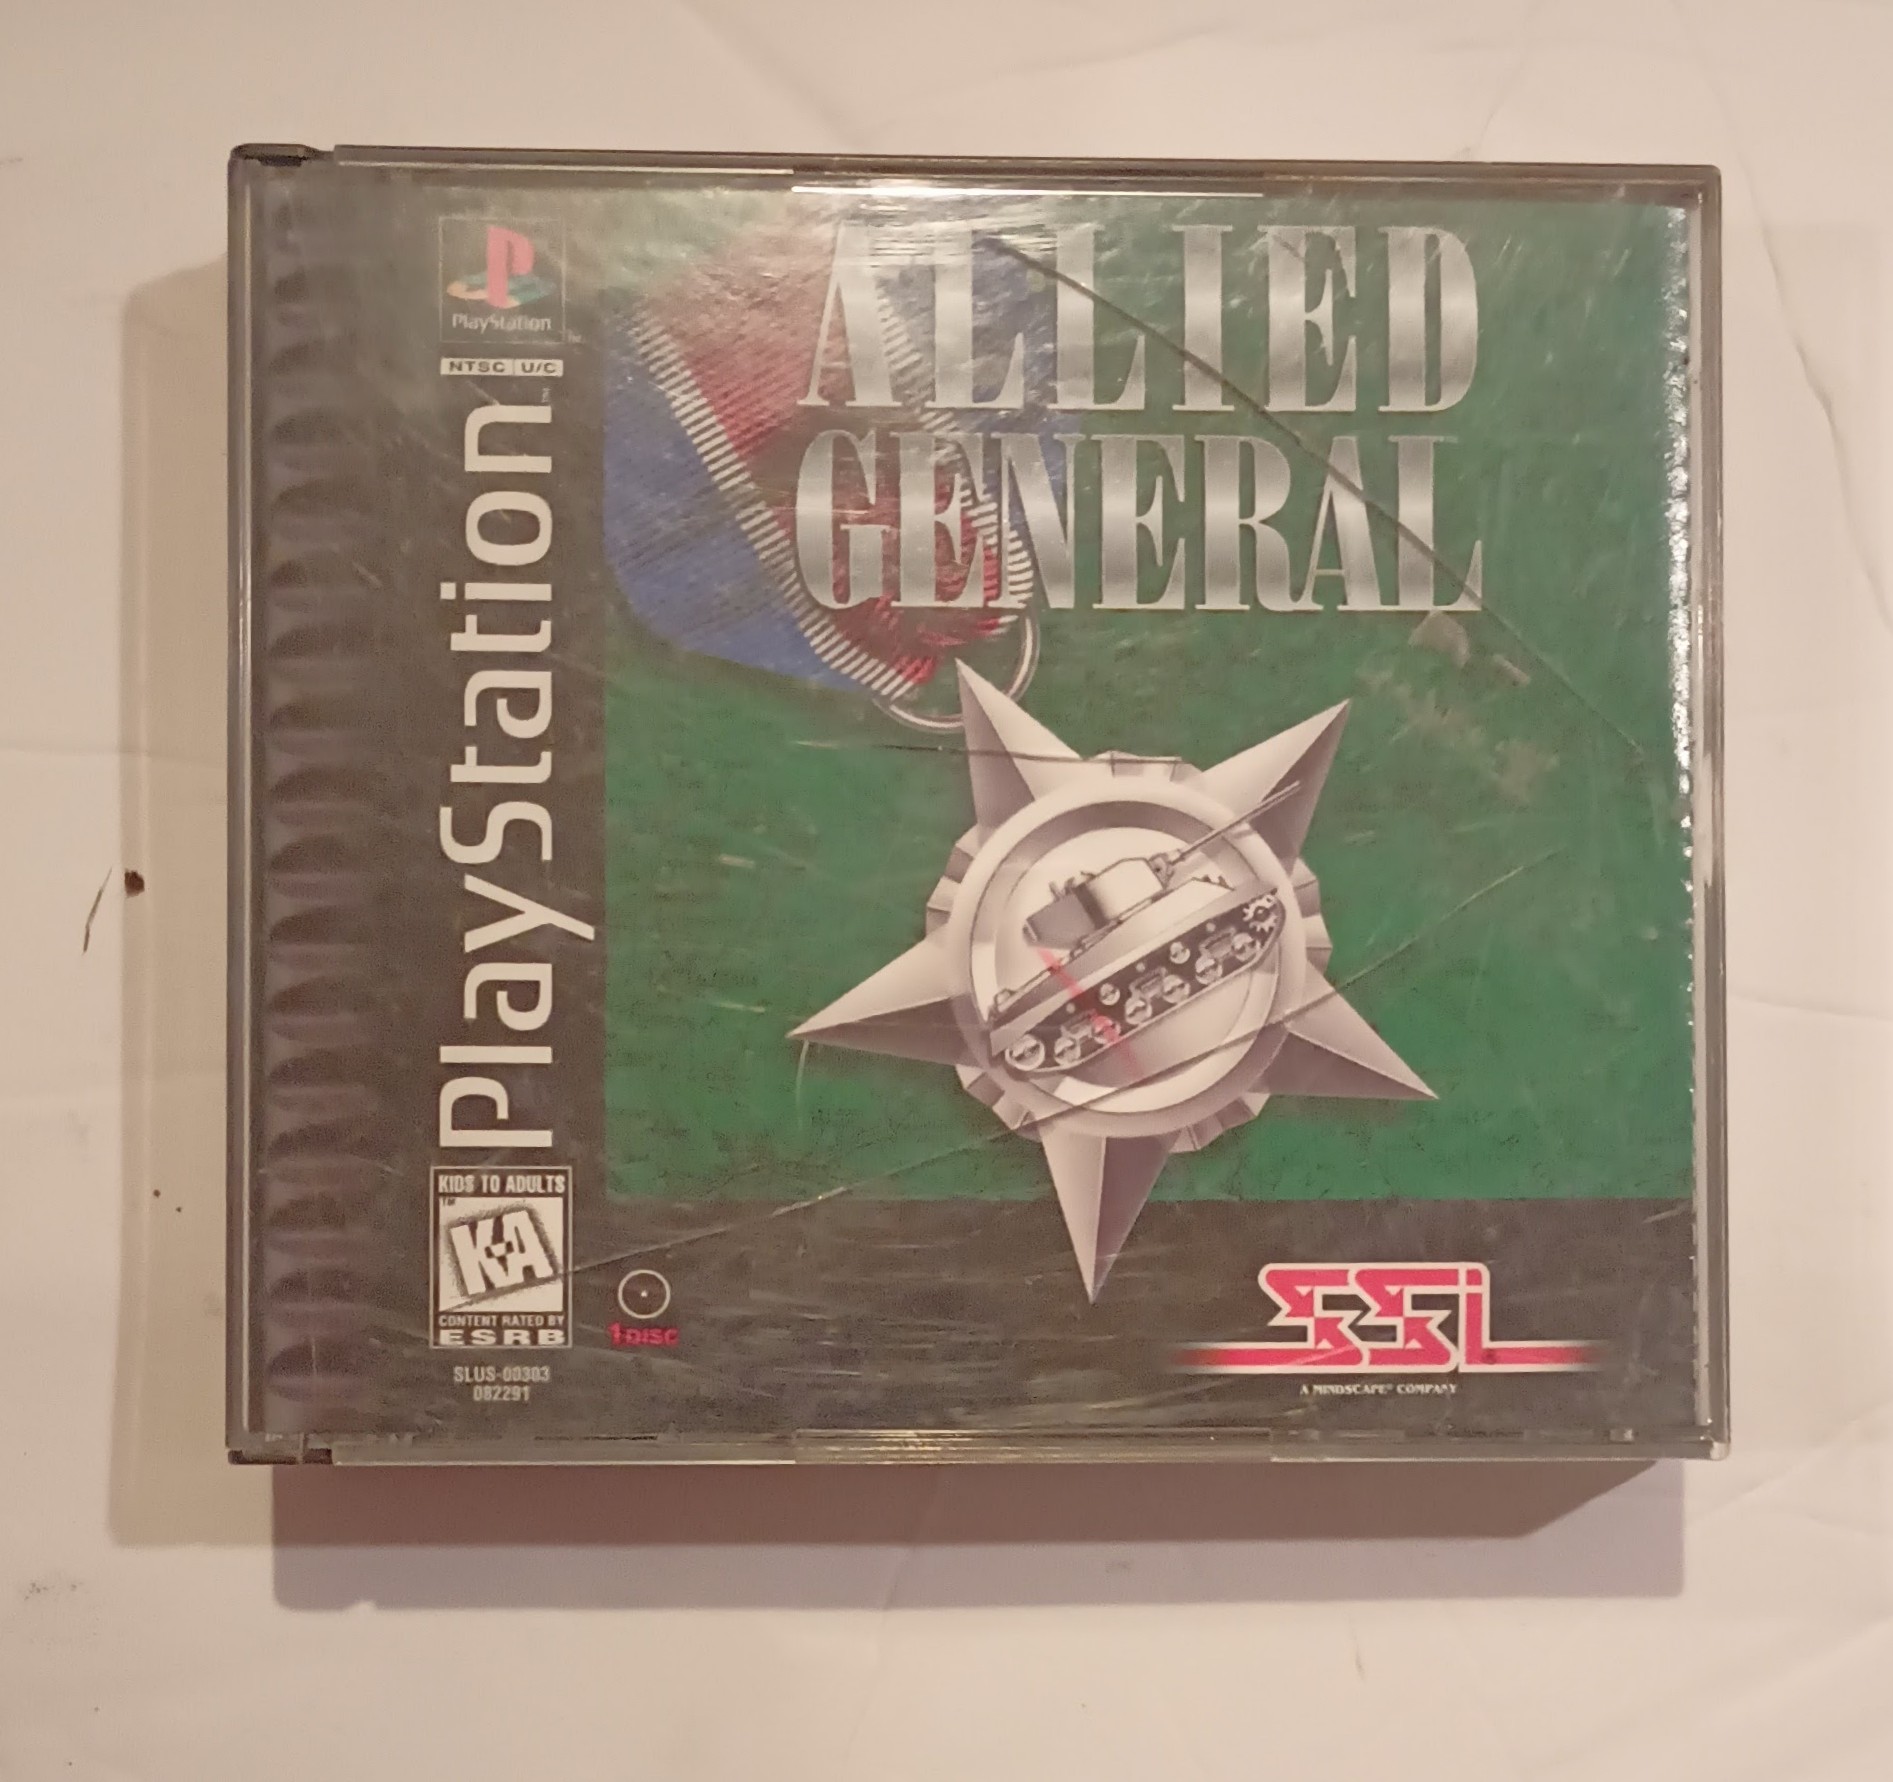 PlayStation
NTSC U/C
PlayStation
ALLIED
GENERAL
KIDS TO ADULTS
K-A
CONTENT RATED BY
ESRB
SLUS-00303
082291
1 DISC
SSI
A MINDSCAPE® COMPANY